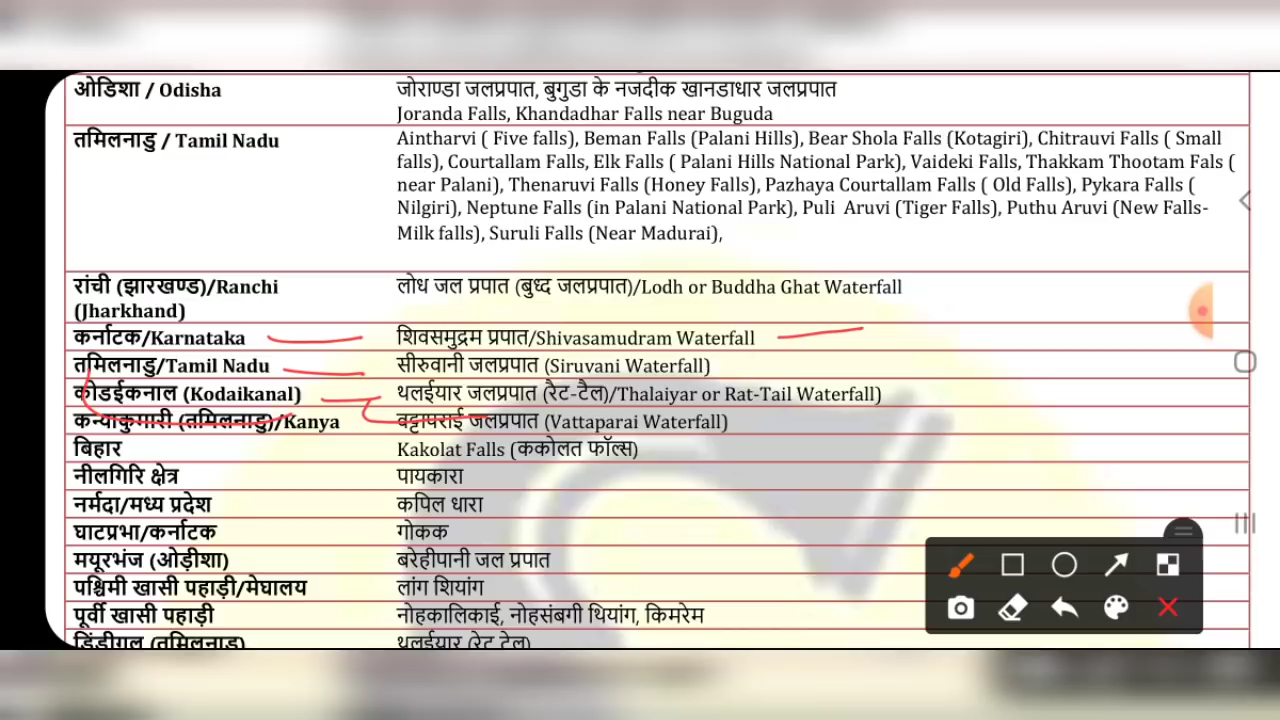 ओडिशा / Odisha
जोराण्डा जलप्रपात, बुगुडा के नजदीक खानडाधार जलप्रपात
Joranda Falls, Khandadhar Falls near Buguda
तमिलनाडु / Tamil Nadu
Aintharvi ( Five falls), Beman Falls (Palani Hills), Bear Shola Falls (Kotagiri), Chitrauvi Falls ( Small
falls), Courtallam Falls, Elk Falls ( Palani Hills National Park), Vaideki Falls, Thakkam Thootam Fals (
near Palani), Thenaruvi Falls (Honey Falls), Pazhaya Courtallam Falls ( Old Falls), Pykara Falls (
Nilgiri), Neptune Falls (in Palani National Park), Puli Aruvi (Tiger Falls), Puthu Aruvi (New Falls-
Milk falls), Suruli Falls (Near Madurai),
रांची (झारखण्ड)/Ranchi
(Jharkhand)
लोध जल प्रपात (बुध्द जलप्रपात)/Lodh or Buddha Ghat Waterfall
कर्नाटक/Karnataka
शिवसमुद्रम प्रपात/Shivasamudram Waterfall
तमिलनाडु/Tamil Nadu
सीरुवानी जलप्रपात (Siruvani Waterfall)
कोडईकनाल (Kodaikanal)
थलईयार जलप्रपात (रैट-टैल)/Thalaiyar or Rat-Tail Waterfall)
कन्याकुमारी (तमिलनाडु)/Kanya
वट्टापराई जलप्रपात (Vattaparai Waterfall)
बिहार
Kakolat Falls (ककोलत फॉल्स)
नीलगिरि क्षेत्र
पायकारा
नर्मदा/मध्य प्रदेश
कपिल धारा
घाटप्रभा/कर्नाटक
गोकक
मयूरभंज (ओड़ीशा)
बरेहीपानी जल प्रपात
पश्चिमी खासी पहाड़ी/मेघालय
लांग शियांग
पूर्वी खासी पहाड़ी
नोहकालिकाई, नोहसंबगी थियांग, किमरेम
डिंडीगुल (तमिलनाडु)
थलईयार (रेट टेल)